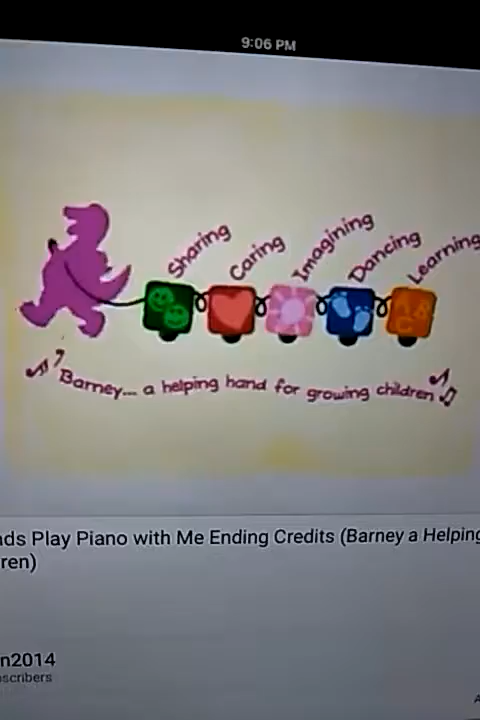 9:06 PM
Sharing
Caring
Imagining
Dancing
Learning
ABC
Barney... a helping hand for growing children
ads Play Piano with Me Ending Credits (Barney a Helping
ren)
n2014
scribers
A